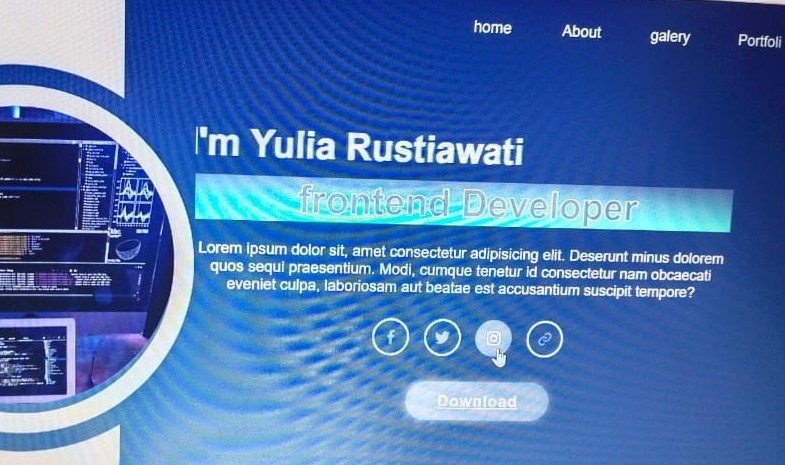 home About galery Portfoli
I'm Yulia Rustiawati
frontend Developer
Lorem ipsum dolor sit, amet consectetur adipisicing elit. Deserunt minus dolorem
quos sequi praesentium. Modi, cumque tenetur id consectetur nam obcaecati
eveniet culpa, laboriosam aut beatae est accusantium suscipit tempore?
Download